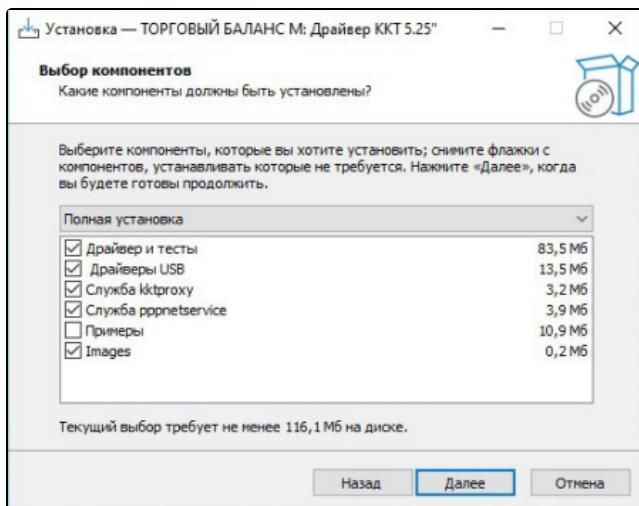 Установка — ТОРГОВЫЙ БАЛАНС М: Драйвер ККТ 5.25"
Выбор компонентов
Какие компоненты должны быть установлены?
Выберите компоненты, которые вы хотите установить; снимите флажки с
компонентов, устанавливать которые не требуется. Нажмите «Далее», когда
вы будете готовы продолжить.
Полная установка
Драйвер и тесты 83,5 Мб
Драйверы USB 13,5 Мб
Служба kktproxy 3,2 Мб
Служба pppnetservice 3,9 Мб
Примеры 10,9 Мб
Images 0,2 Мб
Текущий выбор требует не менее 116,1 Мб на диске.
Назад Далее Отмена